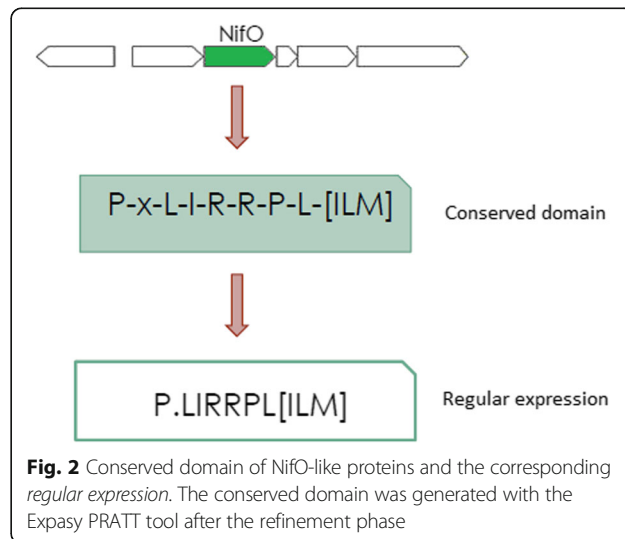 NifO
P-x-L-I-R-R-P-L-[ILM]
Conserved domain
P.LIRRPL[ILM]
Regular expression
Fig. 2 Conserved domain of NifO-like proteins and the corresponding
regular expression. The conserved domain was generated with the
Expasy PRATT tool after the refinement phase